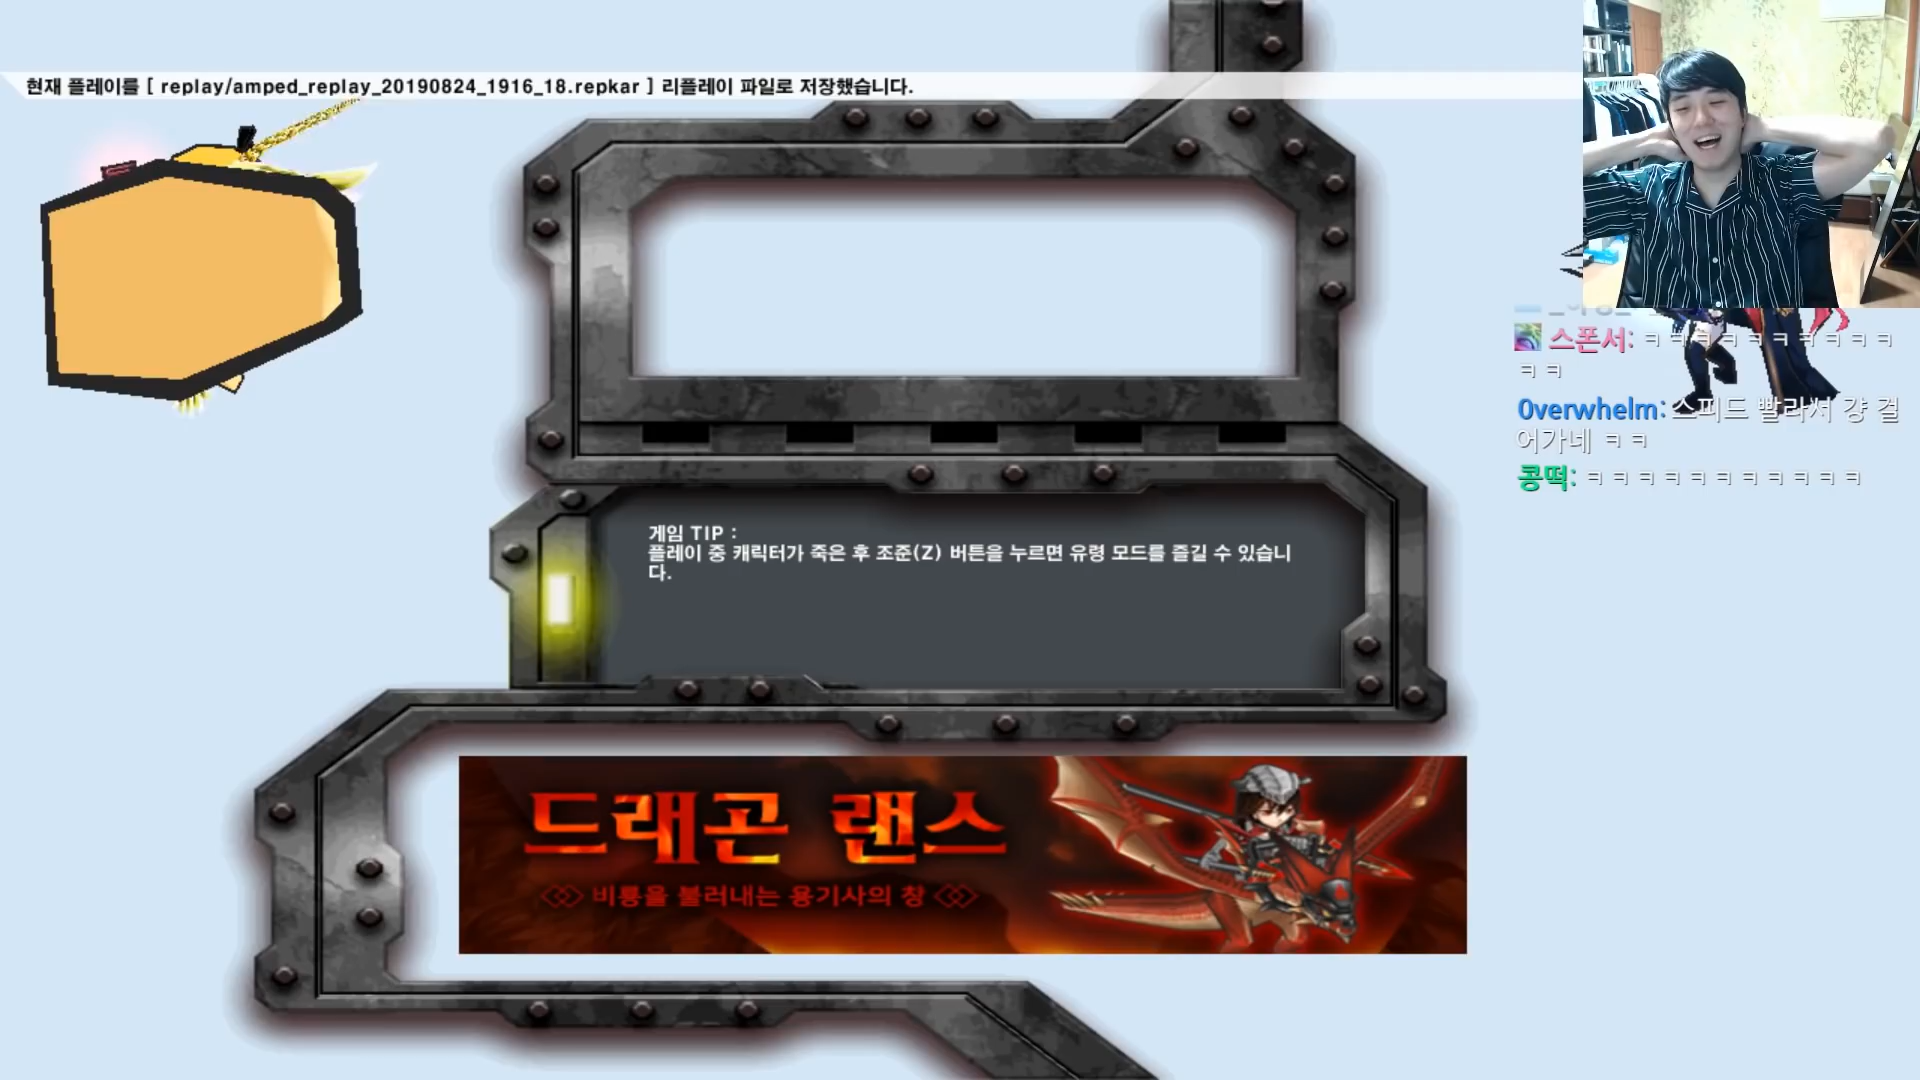 현재 플레이를 [ replay/amped_replay_20190824_1916_18.repkar ] 리플레이 파일로 저장했습니다.
스폰서: ㅋㅋㅋㅋㅋㅋㅋㅋㅋㅋ
ㅋㅋ
0verwhelm: 스피드 빨라서 걍 걸
어가네 ㅋㅋ
콩떡: ㅋㅋㅋㅋㅋㅋㅋㅋㅋㅋㅋ
게임 TIP :
플레이 중 캐릭터가 죽은 후 조준(Z) 버튼을 누르면 유령 모드를 즐길 수 있습니
다.
드래곤 랜스
비룡을 불러내는 용기사의 창